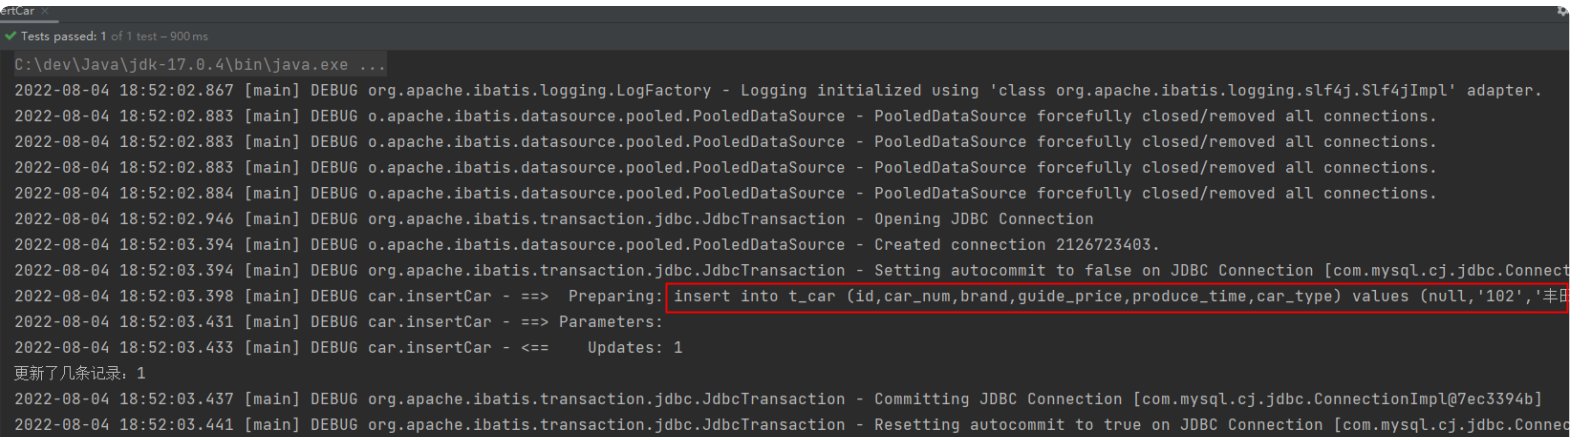 ertCar ×
Tests passed: 1 of 1 test – 900 ms
C:\dev\Java\jdk-17.0.4\bin\java.exe ...
2022-08-04 18:52:02.867 [main] DEBUG org.apache.ibatis.logging.LogFactory - Logging initialized using 'class org.apache.ibatis.logging.slf4j.Slf4jImpl' adapter.
2022-08-04 18:52:02.883 [main] DEBUG o.apache.ibatis.datasource.pooled.PooledDataSource - PooledDataSource forcefully closed/removed all connections.
2022-08-04 18:52:02.883 [main] DEBUG o.apache.ibatis.datasource.pooled.PooledDataSource - PooledDataSource forcefully closed/removed all connections.
2022-08-04 18:52:02.883 [main] DEBUG o.apache.ibatis.datasource.pooled.PooledDataSource - PooledDataSource forcefully closed/removed all connections.
2022-08-04 18:52:02.884 [main] DEBUG o.apache.ibatis.datasource.pooled.PooledDataSource - PooledDataSource forcefully closed/removed all connections.
2022-08-04 18:52:02.946 [main] DEBUG org.apache.ibatis.transaction.jdbc.JdbcTransaction - Opening JDBC Connection
2022-08-04 18:52:03.394 [main] DEBUG o.apache.ibatis.datasource.pooled.PooledDataSource - Created connection 2126723403.
2022-08-04 18:52:03.394 [main] DEBUG org.apache.ibatis.transaction.jdbc.JdbcTransaction - Setting autocommit to false on JDBC Connection [com.mysql.cj.jdbc.Connect
2022-08-04 18:52:03.398 [main] DEBUG car.insertCar - ==>  Preparing: insert into t_car (id,car_num,brand,guide_price,produce_time,car_type) values (null,'102','丰田
2022-08-04 18:52:03.431 [main] DEBUG car.insertCar - ==> Parameters:
2022-08-04 18:52:03.433 [main] DEBUG car.insertCar - <==    Updates: 1
更新了几条记录：1
2022-08-04 18:52:03.437 [main] DEBUG org.apache.ibatis.transaction.jdbc.JdbcTransaction - Committing JDBC Connection [com.mysql.cj.jdbc.ConnectionImpl@7ec3394b]
2022-08-04 18:52:03.441 [main] DEBUG org.apache.ibatis.transaction.jdbc.JdbcTransaction - Resetting autocommit to true on JDBC Connection [com.mysql.cj.jdbc.Connec